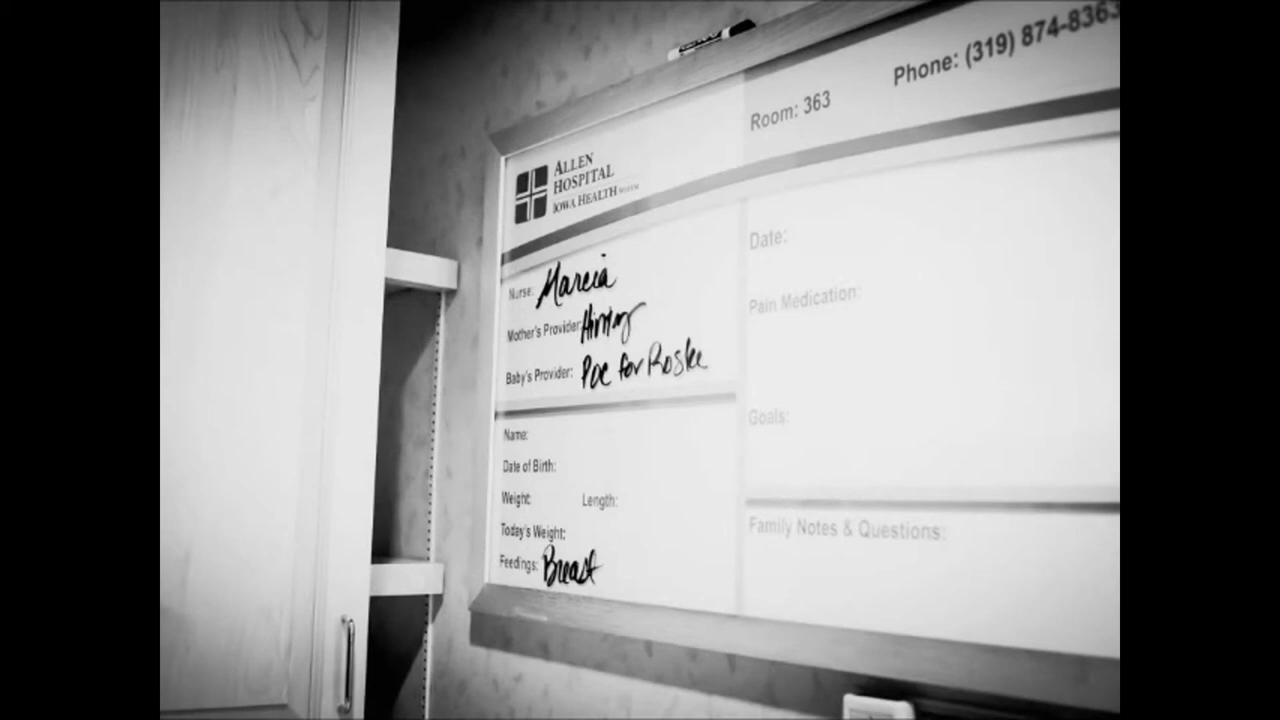 Room: 363
Phone: (319) 874-8363
ALLEN
HOSPITAL
IOWA HEALTH SYSTEM
Nurse: Marcia
Mother's Provider:
Baby's Provider: Poe for Roske
Name:
Date of Birth:
Weight: Length:
Today's Weight:
Feedings: Breast
Date:
Pain Medication:
Goals:
Family Notes & Questions: